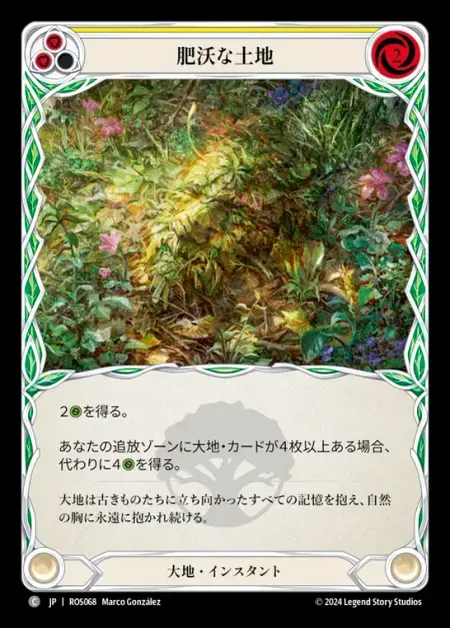 肥沃な土地
2
2を得る。
あなたの追放ゾーンに大地・カードが4枚以上ある場合、
代わりに4を得る。
大地は古きものたちに立ち向かったすべての記憶を抱え、自然
の胸に永遠に抱かれ続ける。
大地・インスタント
C JP | ROS068 Marco González
© 2024 Legend Story Studios